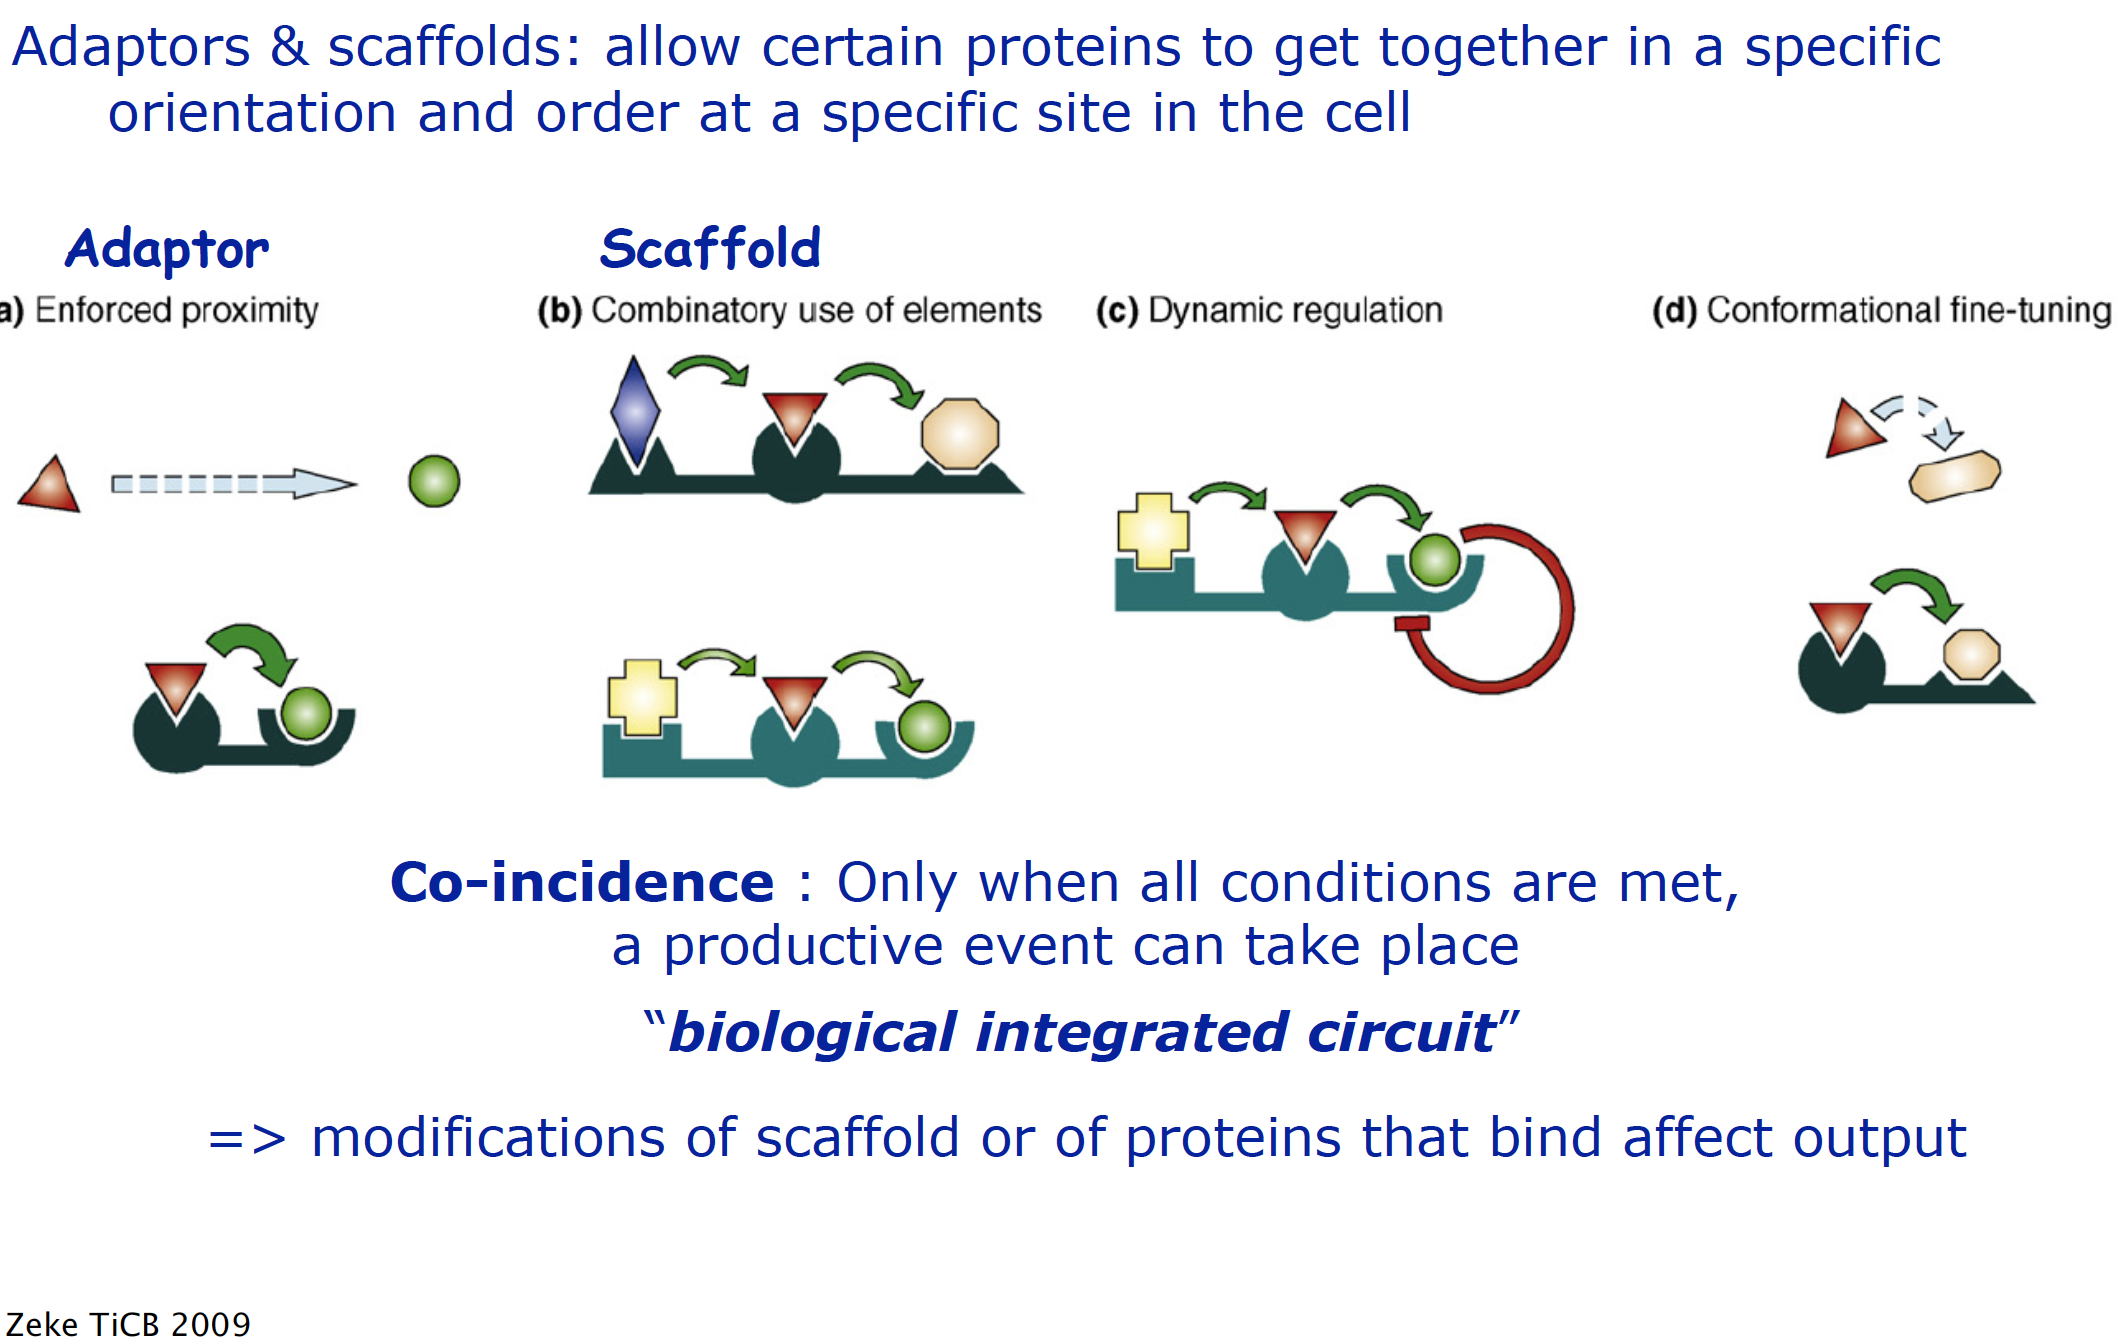 Adaptors & scaffolds: allow certain proteins to get together in a specific
orientation and order at a specific site in the cell
Adaptor
Scaffold
a) Enforced proximity
(b) Combinatory use of elements
(c) Dynamic regulation
(d) Conformational fine-tuning
Co-incidence : Only when all conditions are met,
a productive event can take place
“biological integrated circuit”
=> modifications of scaffold or of proteins that bind affect output
Zeke TiCB 2009